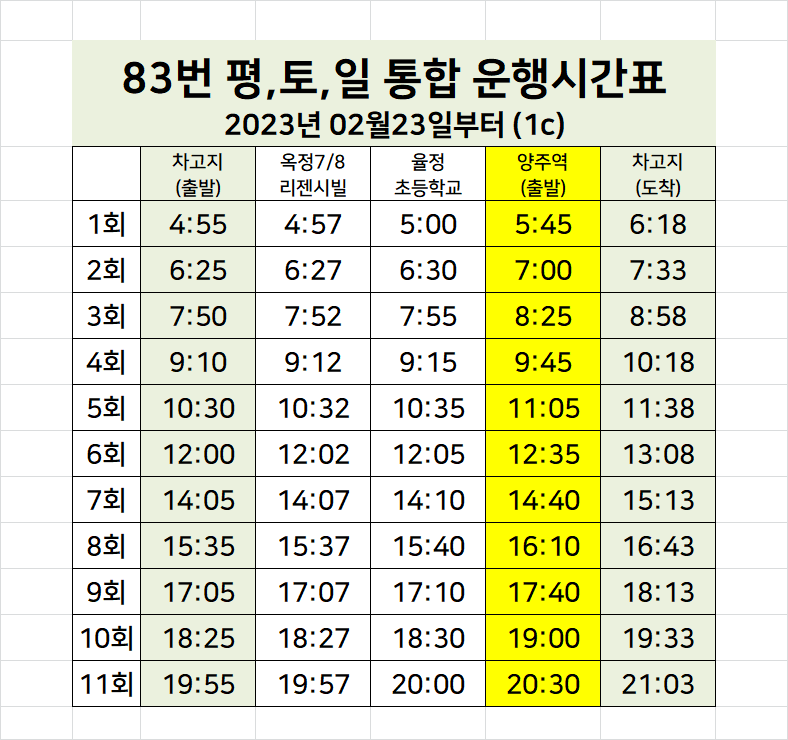 83번 평,토,일 통합 운행시간표
2023년 02월23일부터 (1c)
차고지 (출발) 옥정7/8 리젠시빌 율정 초등학교 양주역 (출발) 차고지 (도착)
1회 4:55 4:57 5:00 5:45 6:18
2회 6:25 6:27 6:30 7:00 7:33
3회 7:50 7:52 7:55 8:25 8:58
4회 9:10 9:12 9:15 9:45 10:18
5회 10:30 10:32 10:35 11:05 11:38
6회 12:00 12:02 12:05 12:35 13:08
7회 14:05 14:07 14:10 14:40 15:13
8회 15:35 15:37 15:40 16:10 16:43
9회 17:05 17:07 17:10 17:40 18:13
10회 18:25 18:27 18:30 19:00 19:33
11회 19:55 19:57 20:00 20:30 21:03